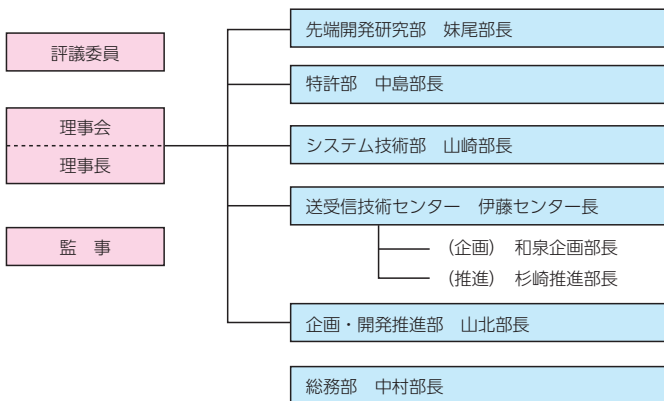 評議委員
理事会
理事長
監　事
先端開発研究部　妹尾部長
特許部　中島部長
システム技術部　山崎部長
送受信技術センター　伊藤センター長
（企画）　和泉企画部長
（推進）　杉崎推進部長
企画・開発推進部　山北部長
総務部　中村部長